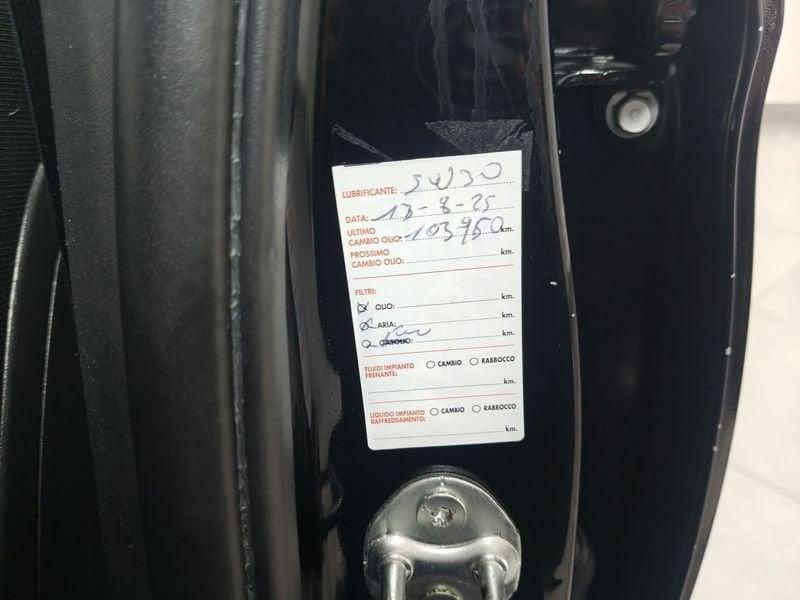 LUBRIFICANTE: 5W30
DATA: 13-8-25
ULTIMO
CAMBIO OLIO: 103950 km.
PROSSIMO
CAMBIO OLIO: km.
FILTRI:
OLIO: km.
ARIA: km.
GASOLIO: km.
FLUIDI IMPIANTO
FRENANTE: CAMBIO RABBOCCO
km.
LIQUIDO IMPIANTO
RAFFREDDAMENTO: CAMBIO RABBOCCO
km.